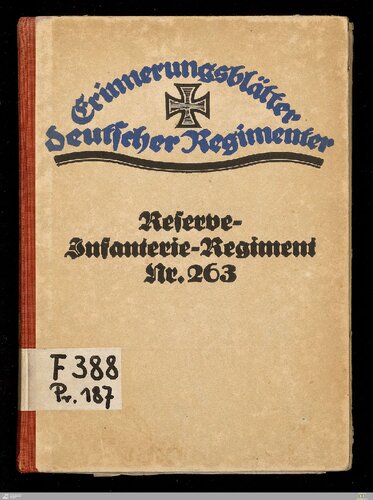 Erinnerungsblätter
deutscher Regimenter
Reserve-
Infanterie-Regiment
Nr. 263
F 388
Pr. 187